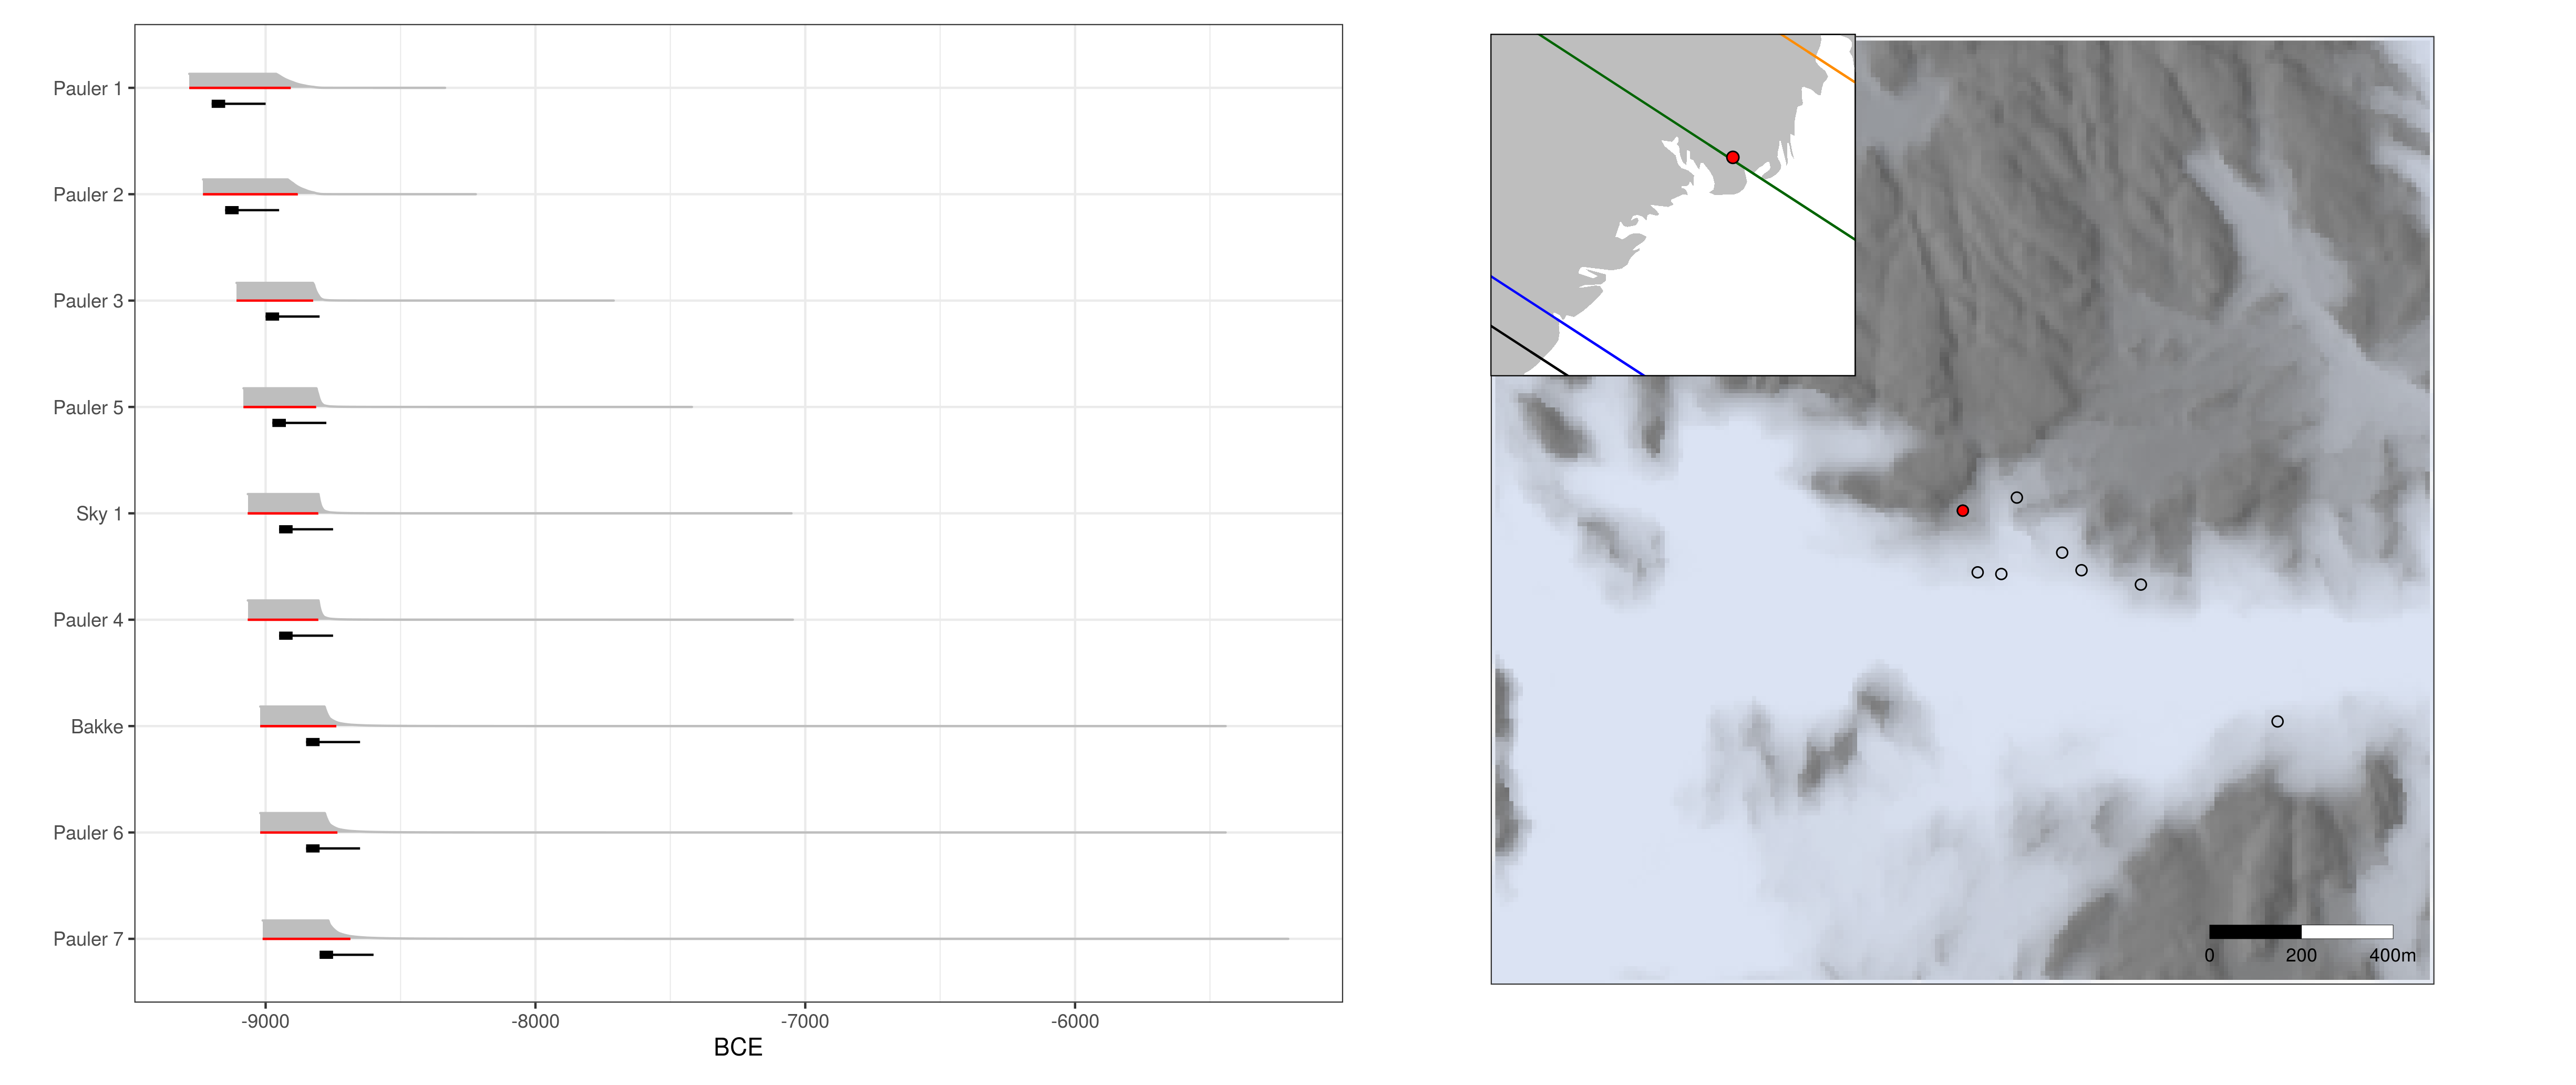 Pauler 1
Pauler 2
Pauler 3
Pauler 5
Sky 1
Pauler 4
Bakke
Pauler 6
Pauler 7
-9000 -8000 -7000 -6000
BCE
0 200 400m